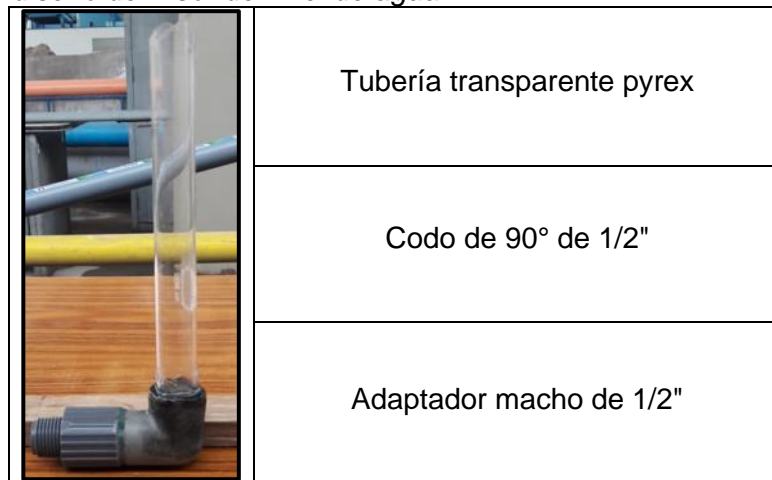 Tubería transparente pyrex
Codo de 90° de 1/2"
Adaptador macho de 1/2"